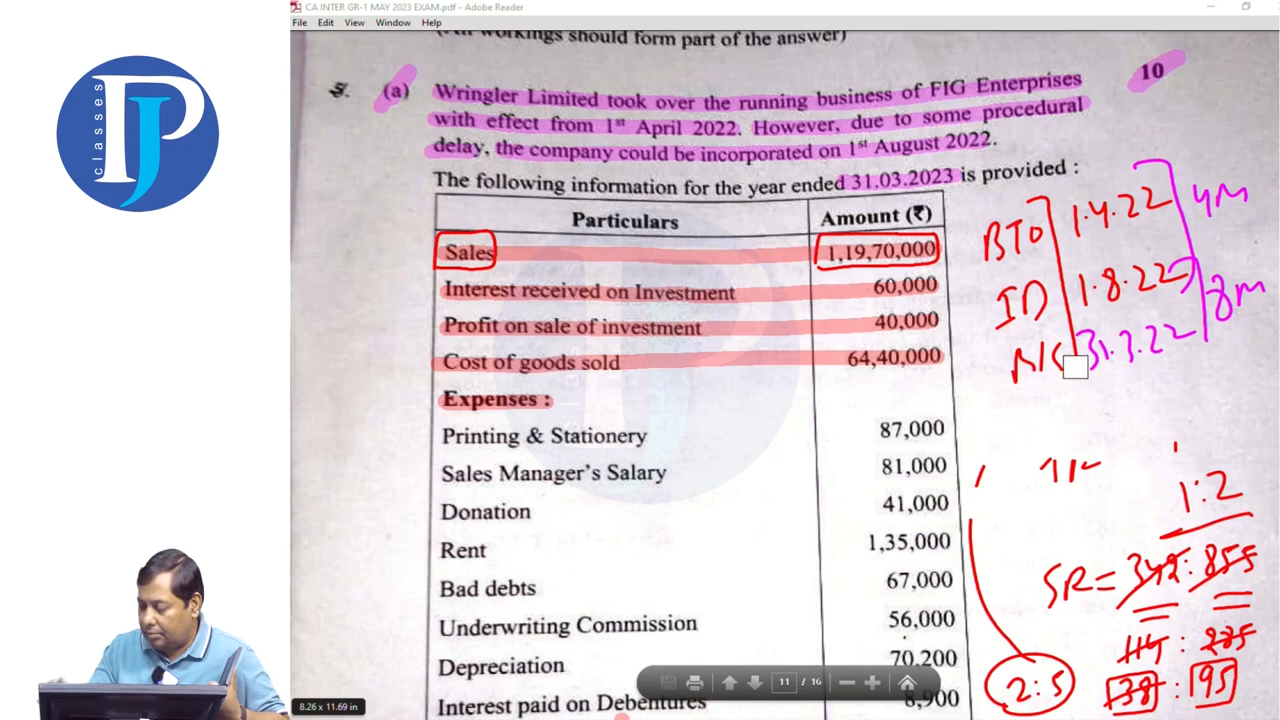 CA INTER GR-1 MAY 2023 EXAM.pdf - Adobe Reader
File Edit View Window Help
workings should form part of the answer)
5. (a) Wringler Limited took over the running business of FIG Enterprises 10
with effect from 1st April 2022. However, due to some procedural
delay, the company could be incorporated on 1st August 2022.
The following information for the year ended 31.03.2023 is provided :
Particulars Amount (₹)
Sales 1,19,70,000
Interest received on Investment 60,000
Profit on sale of investment 40,000
Cost of goods sold 64,40,000
Expenses :
Printing & Stationery 87,000
Sales Manager's Salary 81,000
Donation 41,000
Rent 1,35,000
Bad debts 67,000
Underwriting Commission 56,000
Depreciation 70,200
Interest paid on Debentures 8,900
BTO 1.4.22 4M
ID 1.8.22 8M
31.3.22
1:2
SR = 342 : 855
2:5
: 95
PJ classes
11 / 16
8.26 x 11.69 in